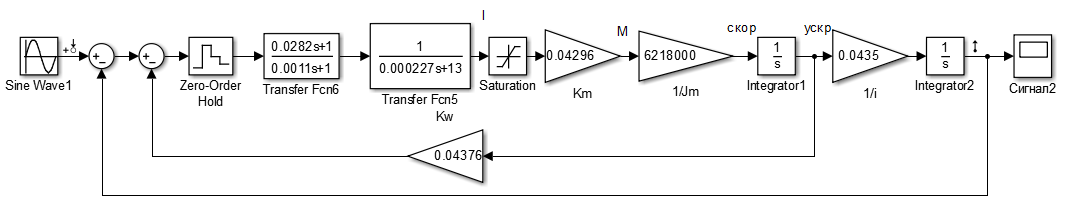 I
M
скор
ускр
+
+
−
+
−
0.0282s+1
0.0011s+1
1
0.000227s+13
0.04296
6218000
1
s
0.0435
1
s
Sine Wave1
Zero-Order
Hold
Transfer Fcn6
Transfer Fcn5
Saturation
Km
1/Jm
Integrator1
1/i
Integrator2
Сигнал2
Kw
0.04376